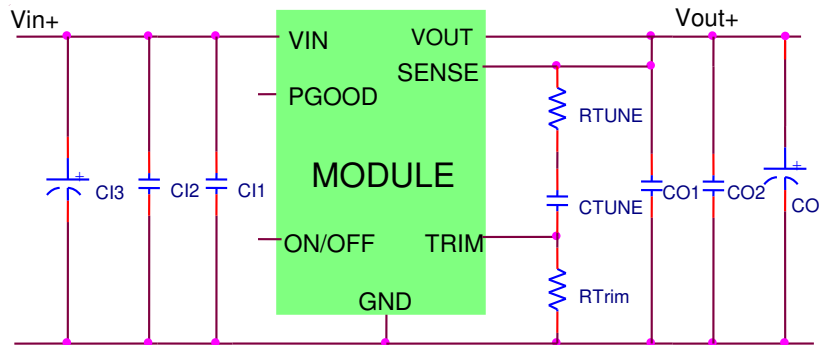 Vin+
Vout+
VIN
VOUT
SENSE
PGOOD
RTUNE
MODULE
CI3
CI2
CI1
CTUNE
CO1
CO2
CO
ON/OFF
TRIM
RTrim
GND
+
+